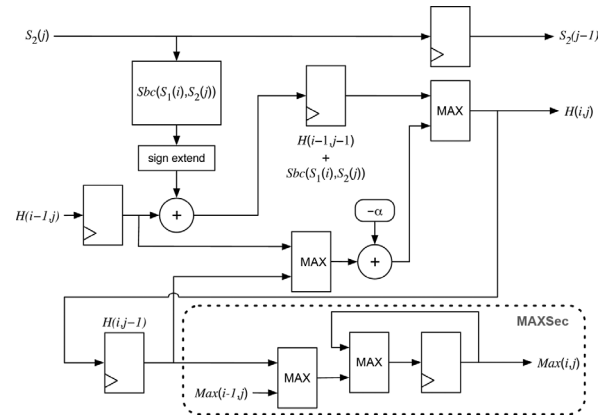 S₂(j)
S₂(j−1)
Sbc(S₁(i),S₂(j))
sign extend
H(i−1,j−1)
+
Sbc(S₁(i),S₂(j))
MAX
H(i,j)
H(i−1,j)
+
−α
MAX
+
H(i,j−1)
MAXSec
MAX
MAX
Max(i,j)
Max(i-1,j)